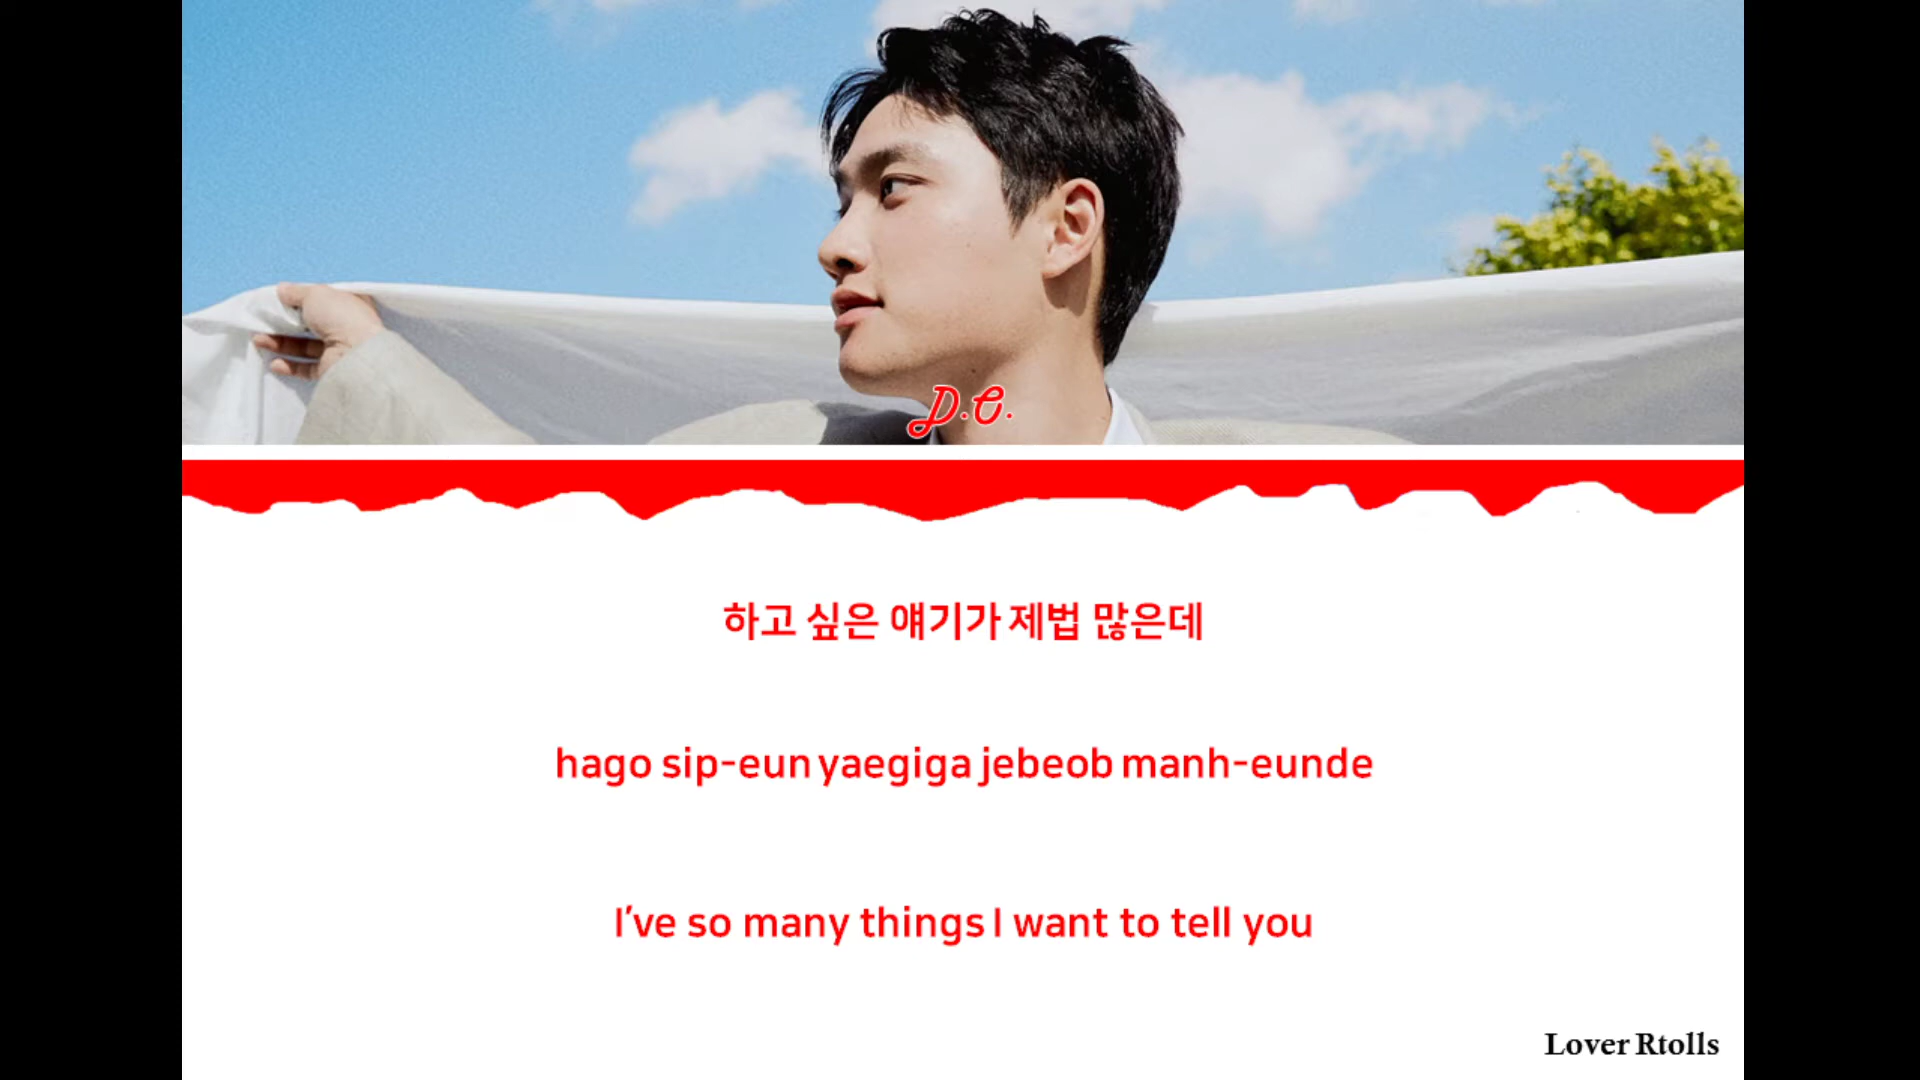 D.O.
하고 싶은 얘기가 제법 많은데
hago sip-eun yaegiga jebeob manh-eunde
I've so many things I want to tell you
Lover Rtolls